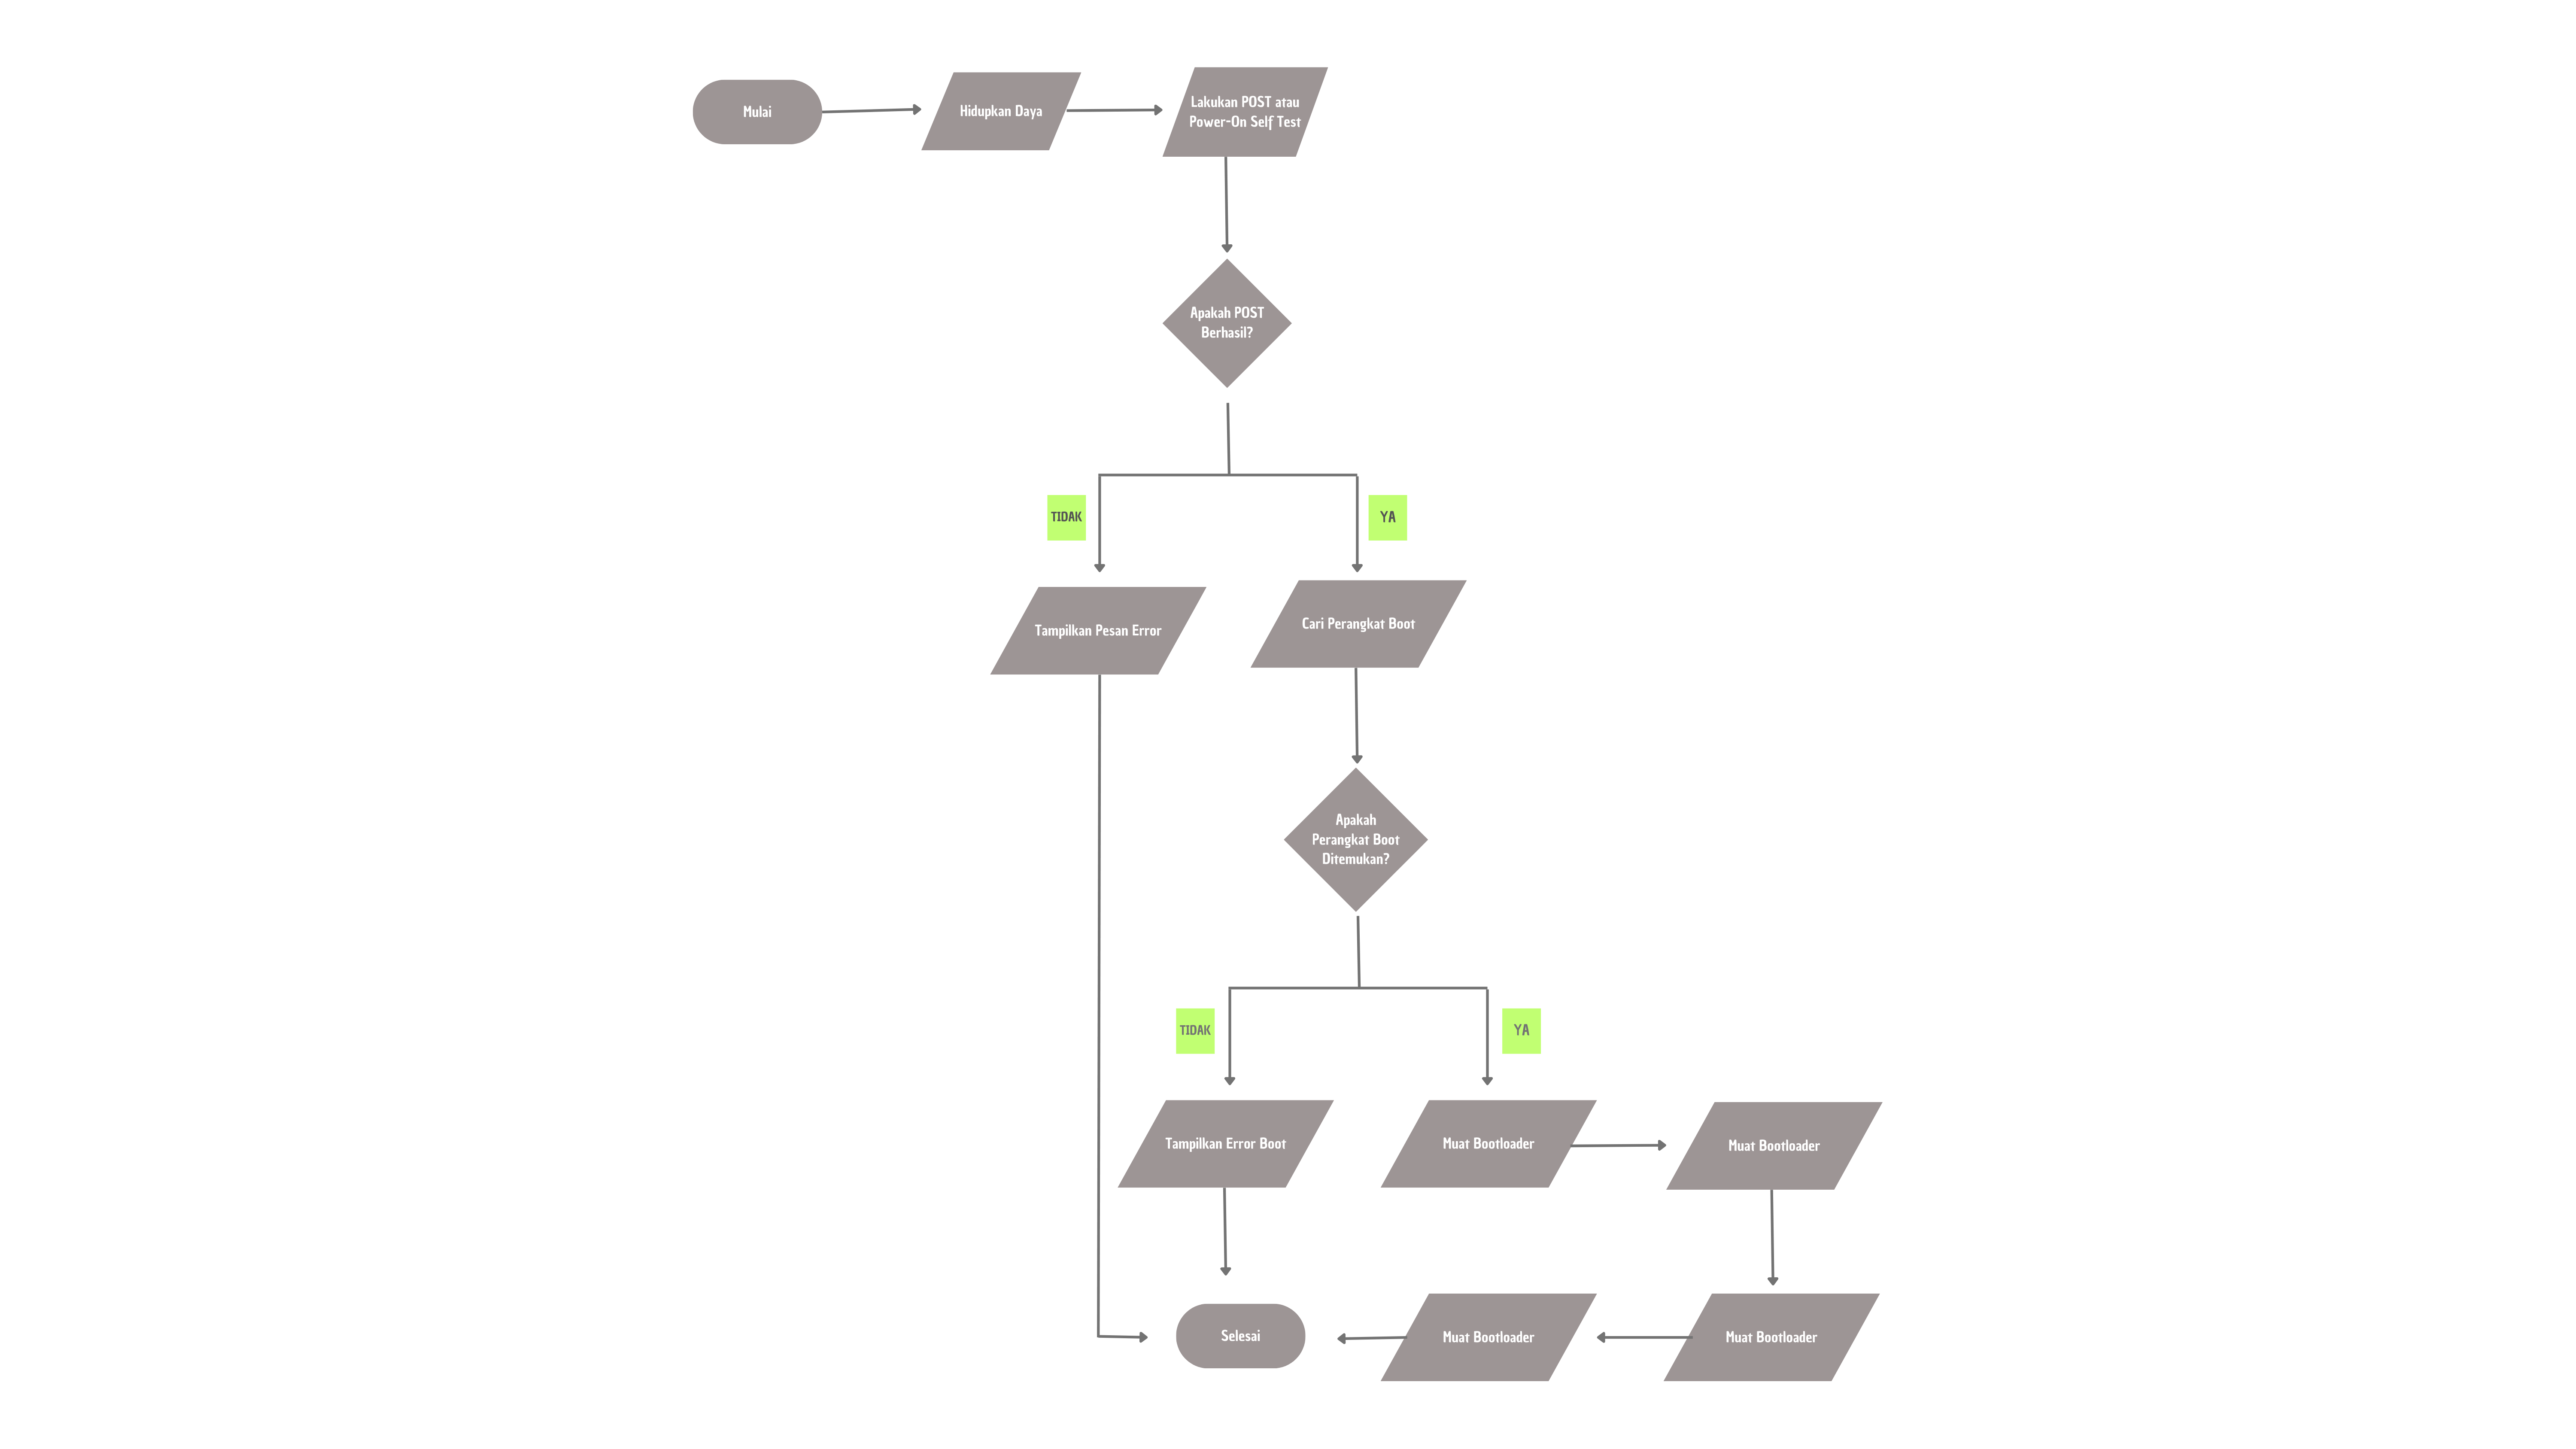 Mulai
Hidupkan Daya
Lakukan POST atau
Power-On Self Test
Apakah POST
Berhasil?
TIDAK
YA
Tampilkan Pesan Error
Cari Perangkat Boot
Apakah
Perangkat Boot
Ditemukan?
TIDAK
YA
Tampilkan Error Boot
Muat Bootloader
Muat Bootloader
Selesai
Muat Bootloader
Muat Bootloader